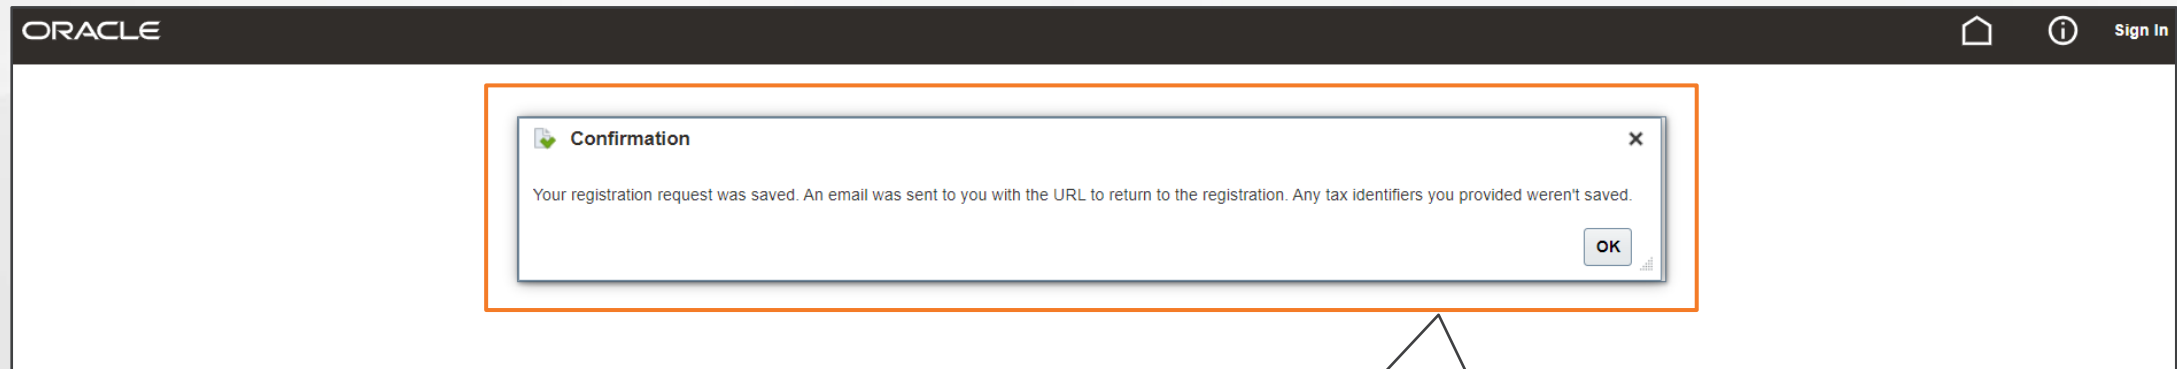 ORACLE
Sign In
Confirmation
Your registration request was saved. An email was sent to you with the URL to return to the registration. Any tax identifiers you provided weren't saved.
OK